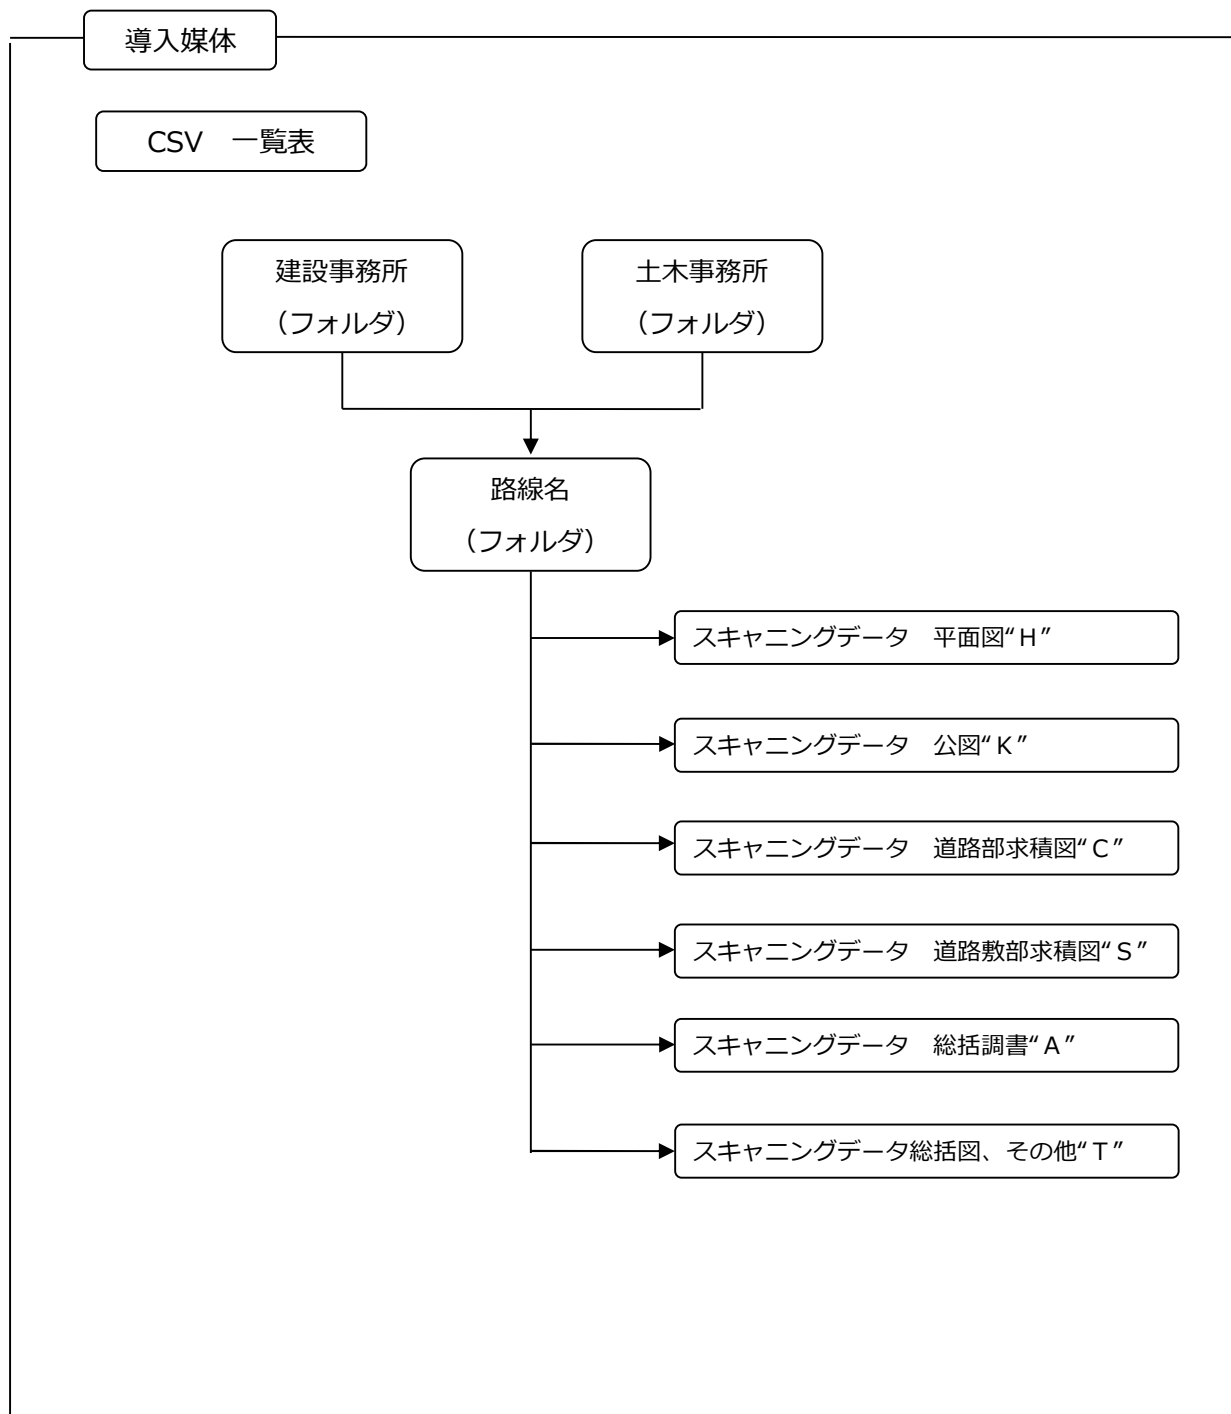 導入媒体
CSV　一覧表
建設事務所
（フォルダ）
土木事務所
（フォルダ）
路線名
（フォルダ）
スキャニングデータ　平面図“Ｈ”
スキャニングデータ　公図“Ｋ”
スキャニングデータ　道路部求積図“Ｃ”
スキャニングデータ　道路敷部求積図“Ｓ”
スキャニングデータ　総括調書“Ａ”
スキャニングデータ総括図、その他“Ｔ”